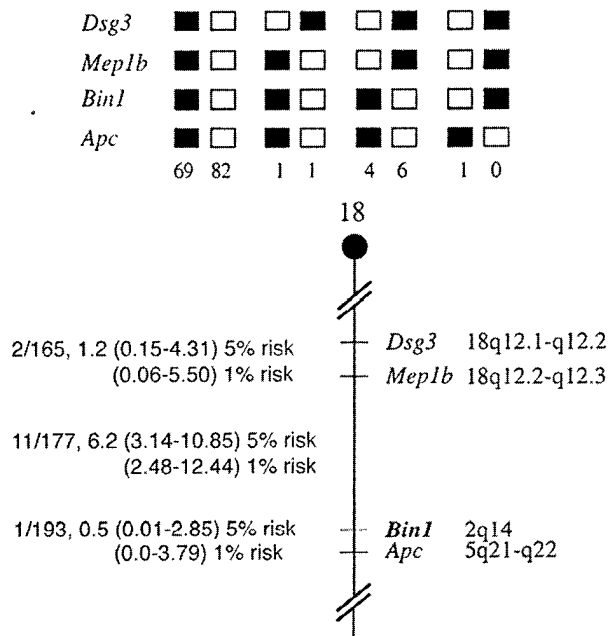 Dsg3
Mep1b
Bin1
Apc
69 82 1 1 4 6 1 0
18
2/165, 1.2 (0.15-4.31) 5% risk
(0.06-5.50) 1% risk
Dsg3 18q12.1-q12.2
Mep1b 18q12.2-q12.3
11/177, 6.2 (3.14-10.85) 5% risk
(2.48-12.44) 1% risk
1/193, 0.5 (0.01-2.85) 5% risk
(0.0-3.79) 1% risk
Bin1 2q14
Apc 5q21-q22